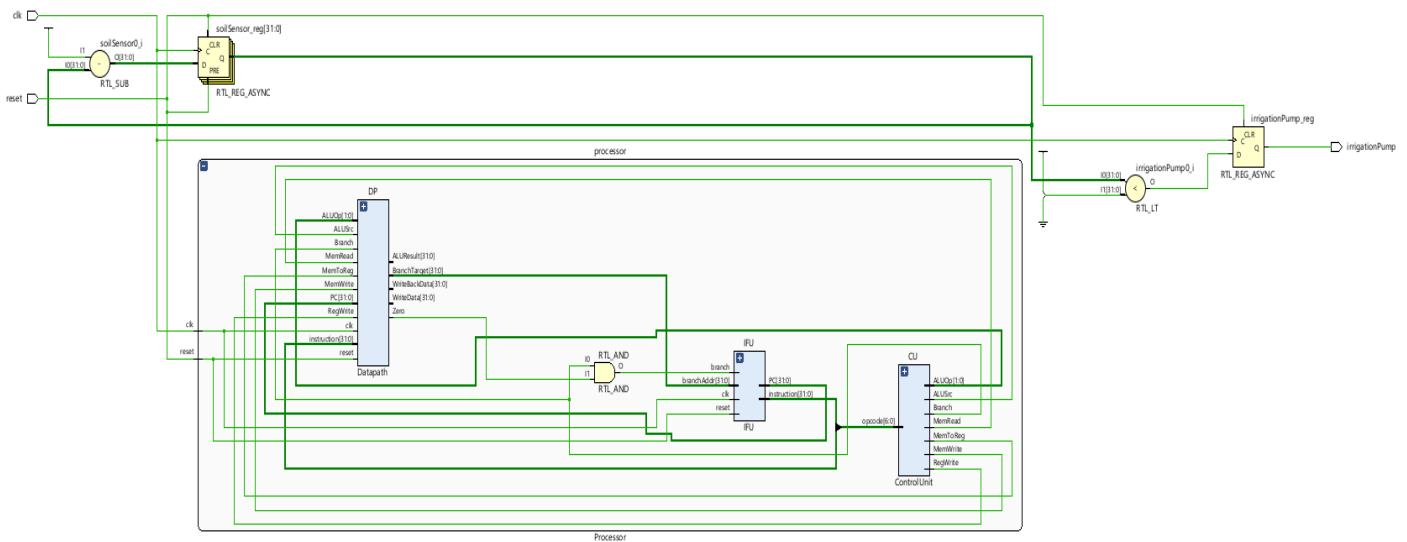 clk
soilSensor_reg[31:0]
soilSensor0_i
CLR
C
I1
Q
O[31:0]
D
I0[31:0]
-
PRE
RTL_SUB
RTL_REG_ASYNC
reset
irrigationPump_reg
CLR
C
Q
irrigationPump
D
processor
irrigationPump0_i
RTL_REG_ASYNC
I0[31:0]
O
I1[31:0]
<
RTL_LT
DP
ALUOp[1:0]
ALUSrc
Branch
MemRead
ALUResult[31:0]
MemToReg
BranchTarget[31:0]
MemWrite
WriteBackData[31:0]
PC[31:0]
WriteData[31:0]
RegWrite
Zero
clk
clk
instruction[31:0]
reset
reset
Datapath
RTL_AND
I0
O
I1
RTL_AND
IFU
branch
branchAddr[31:0]
PC[31:0]
clk
instruction[31:0]
reset
IFU
CU
ALUOp[1:0]
ALUSrc
Branch
opcode[6:0]
MemRead
MemToReg
MemWrite
RegWrite
ControlUnit
Processor